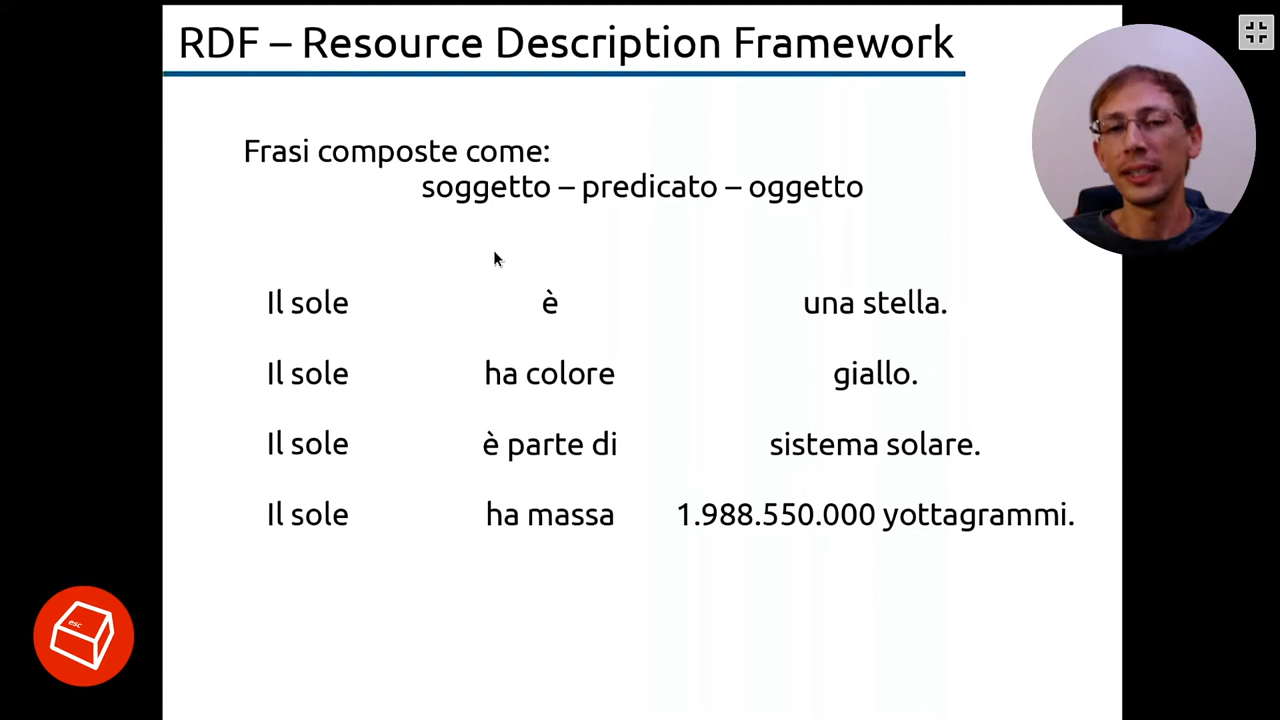 RDF – Resource Description Framework
Frasi composte come:
soggetto – predicato – oggetto
Il sole è una stella.
Il sole ha colore giallo.
Il sole è parte di sistema solare.
Il sole ha massa 1.988.550.000 yottagrammi.
esc